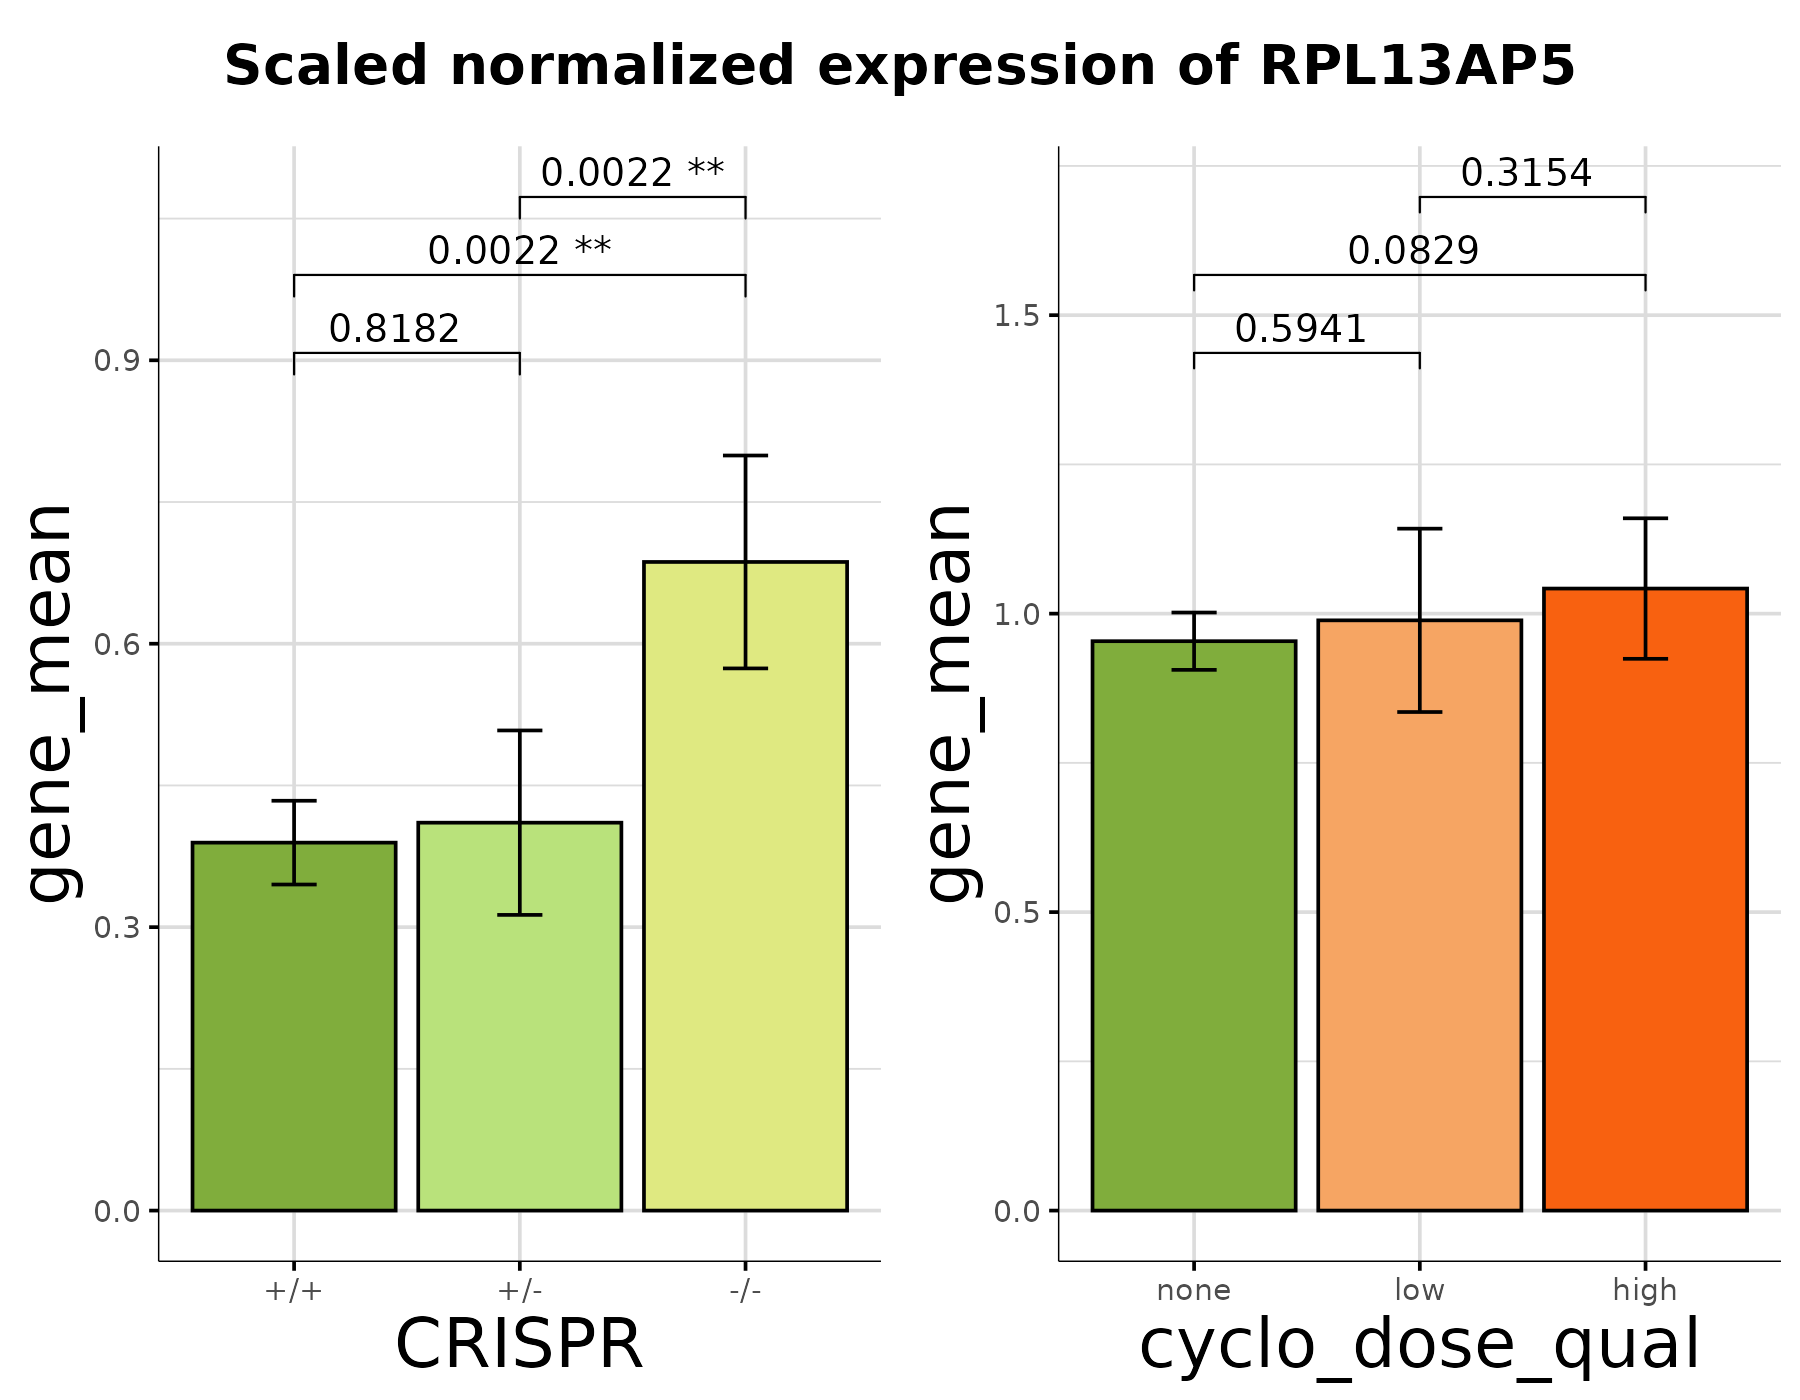 Scaled normalized expression of RPL13AP5
gene_mean
0.9
0.6
0.3
0.0
0.0022 **
0.0022 **
0.8182
+/+
+/-
-/-
CRISPR
gene_mean
1.5
1.0
0.5
0.0
0.3154
0.0829
0.5941
none
low
high
cyclo_dose_qual